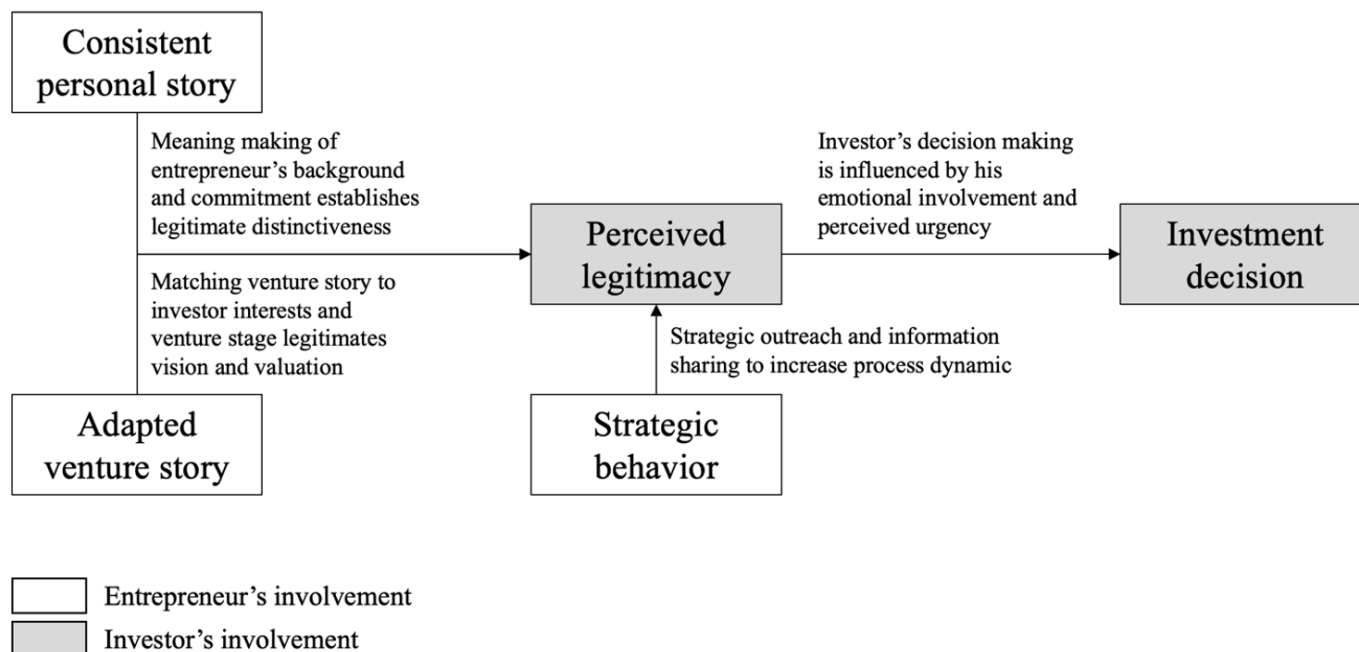 Consistent
personal story
Meaning making of
entrepreneur’s background
and commitment establishes
legitimate distinctiveness
Investor’s decision making
is influenced by his
emotional involvement and
perceived urgency
Perceived
legitimacy
Investment
decision
Matching venture story to
investor interests and
venture stage legitimates
vision and valuation
Strategic outreach and information
sharing to increase process dynamic
Adapted
venture story
Strategic
behavior
Entrepreneur’s involvement
Investor’s involvement